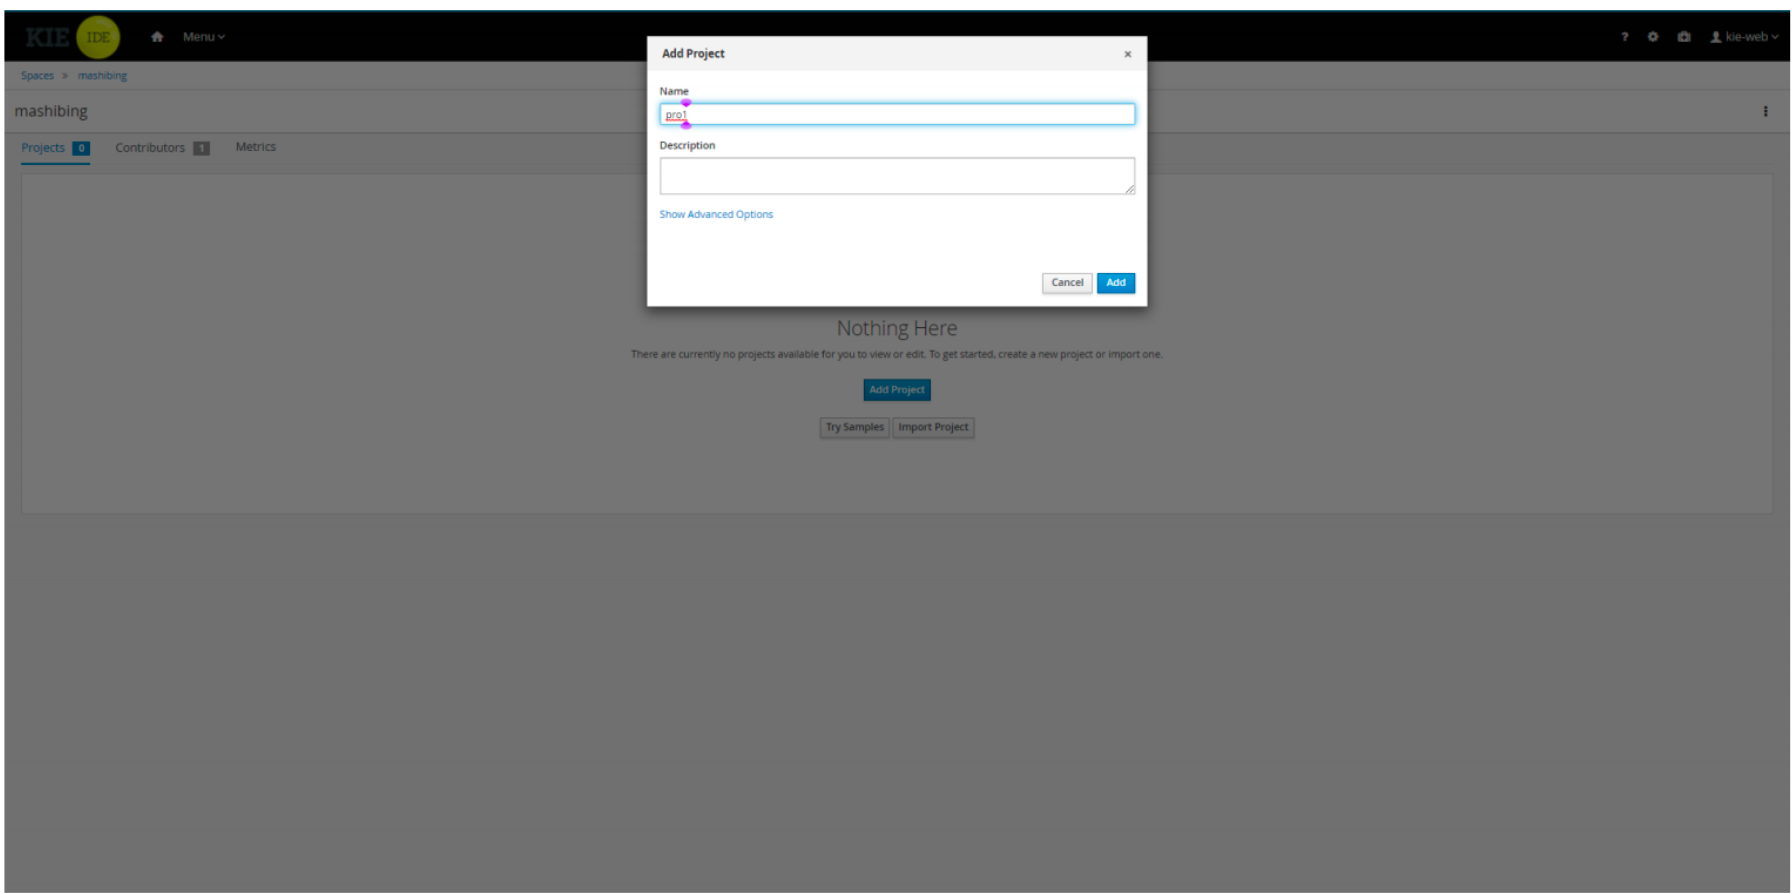 KIE IDE Menu ? kie-web
Spaces » mashibing
mashibing
Projects 0 Contributors 1 Metrics
Add Project ×
Name
pro1
Description
Show Advanced Options
Cancel Add
Nothing Here
There are currently no projects available for you to view or edit. To get started, create a new project or import one.
Add Project
Try Samples Import Project